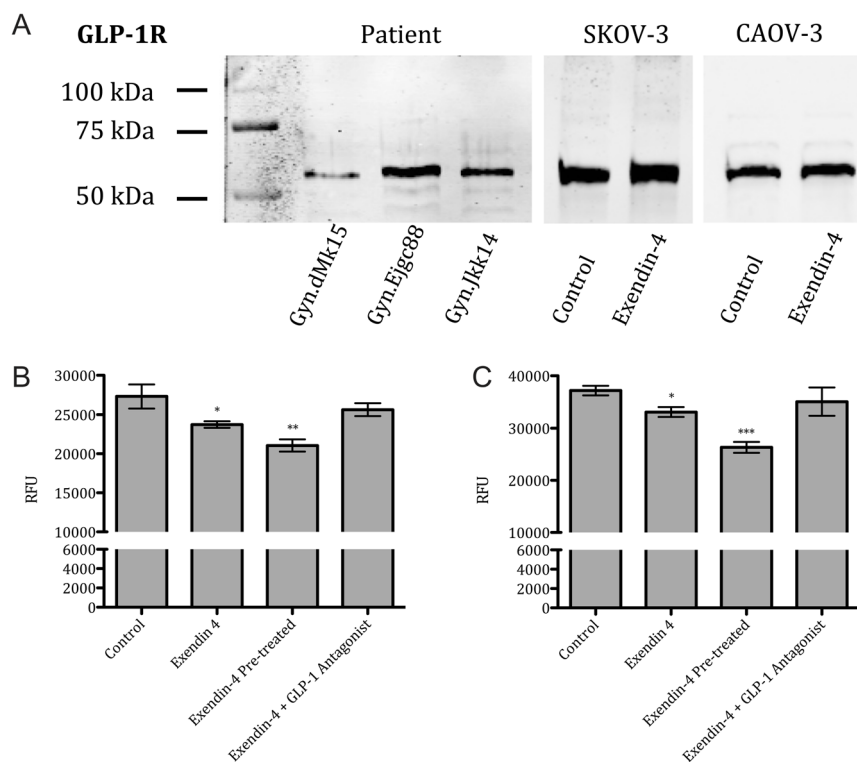 A
GLP-1R Patient SKOV-3 CAOV-3
100 kDa
75 kDa
50 kDa
Gyn.dMk15
Gyn.Ejgc88
Gyn.Jkk14
Control
Exendin-4
Control
Exendin-4
B
30000
25000
20000
15000
10000
6000
4000
2000
0
RFU
*
**
Control
Exendin 4
Exendin-4 Pre-treated
Exendin-4 + GLP-1 Antagonist
C
40000
30000
20000
10000
6000
4000
2000
0
RFU
*
***
Control
Exendin 4
Exendin-4 Pre-treated
Exendin-4 + GLP-1 Antagonist